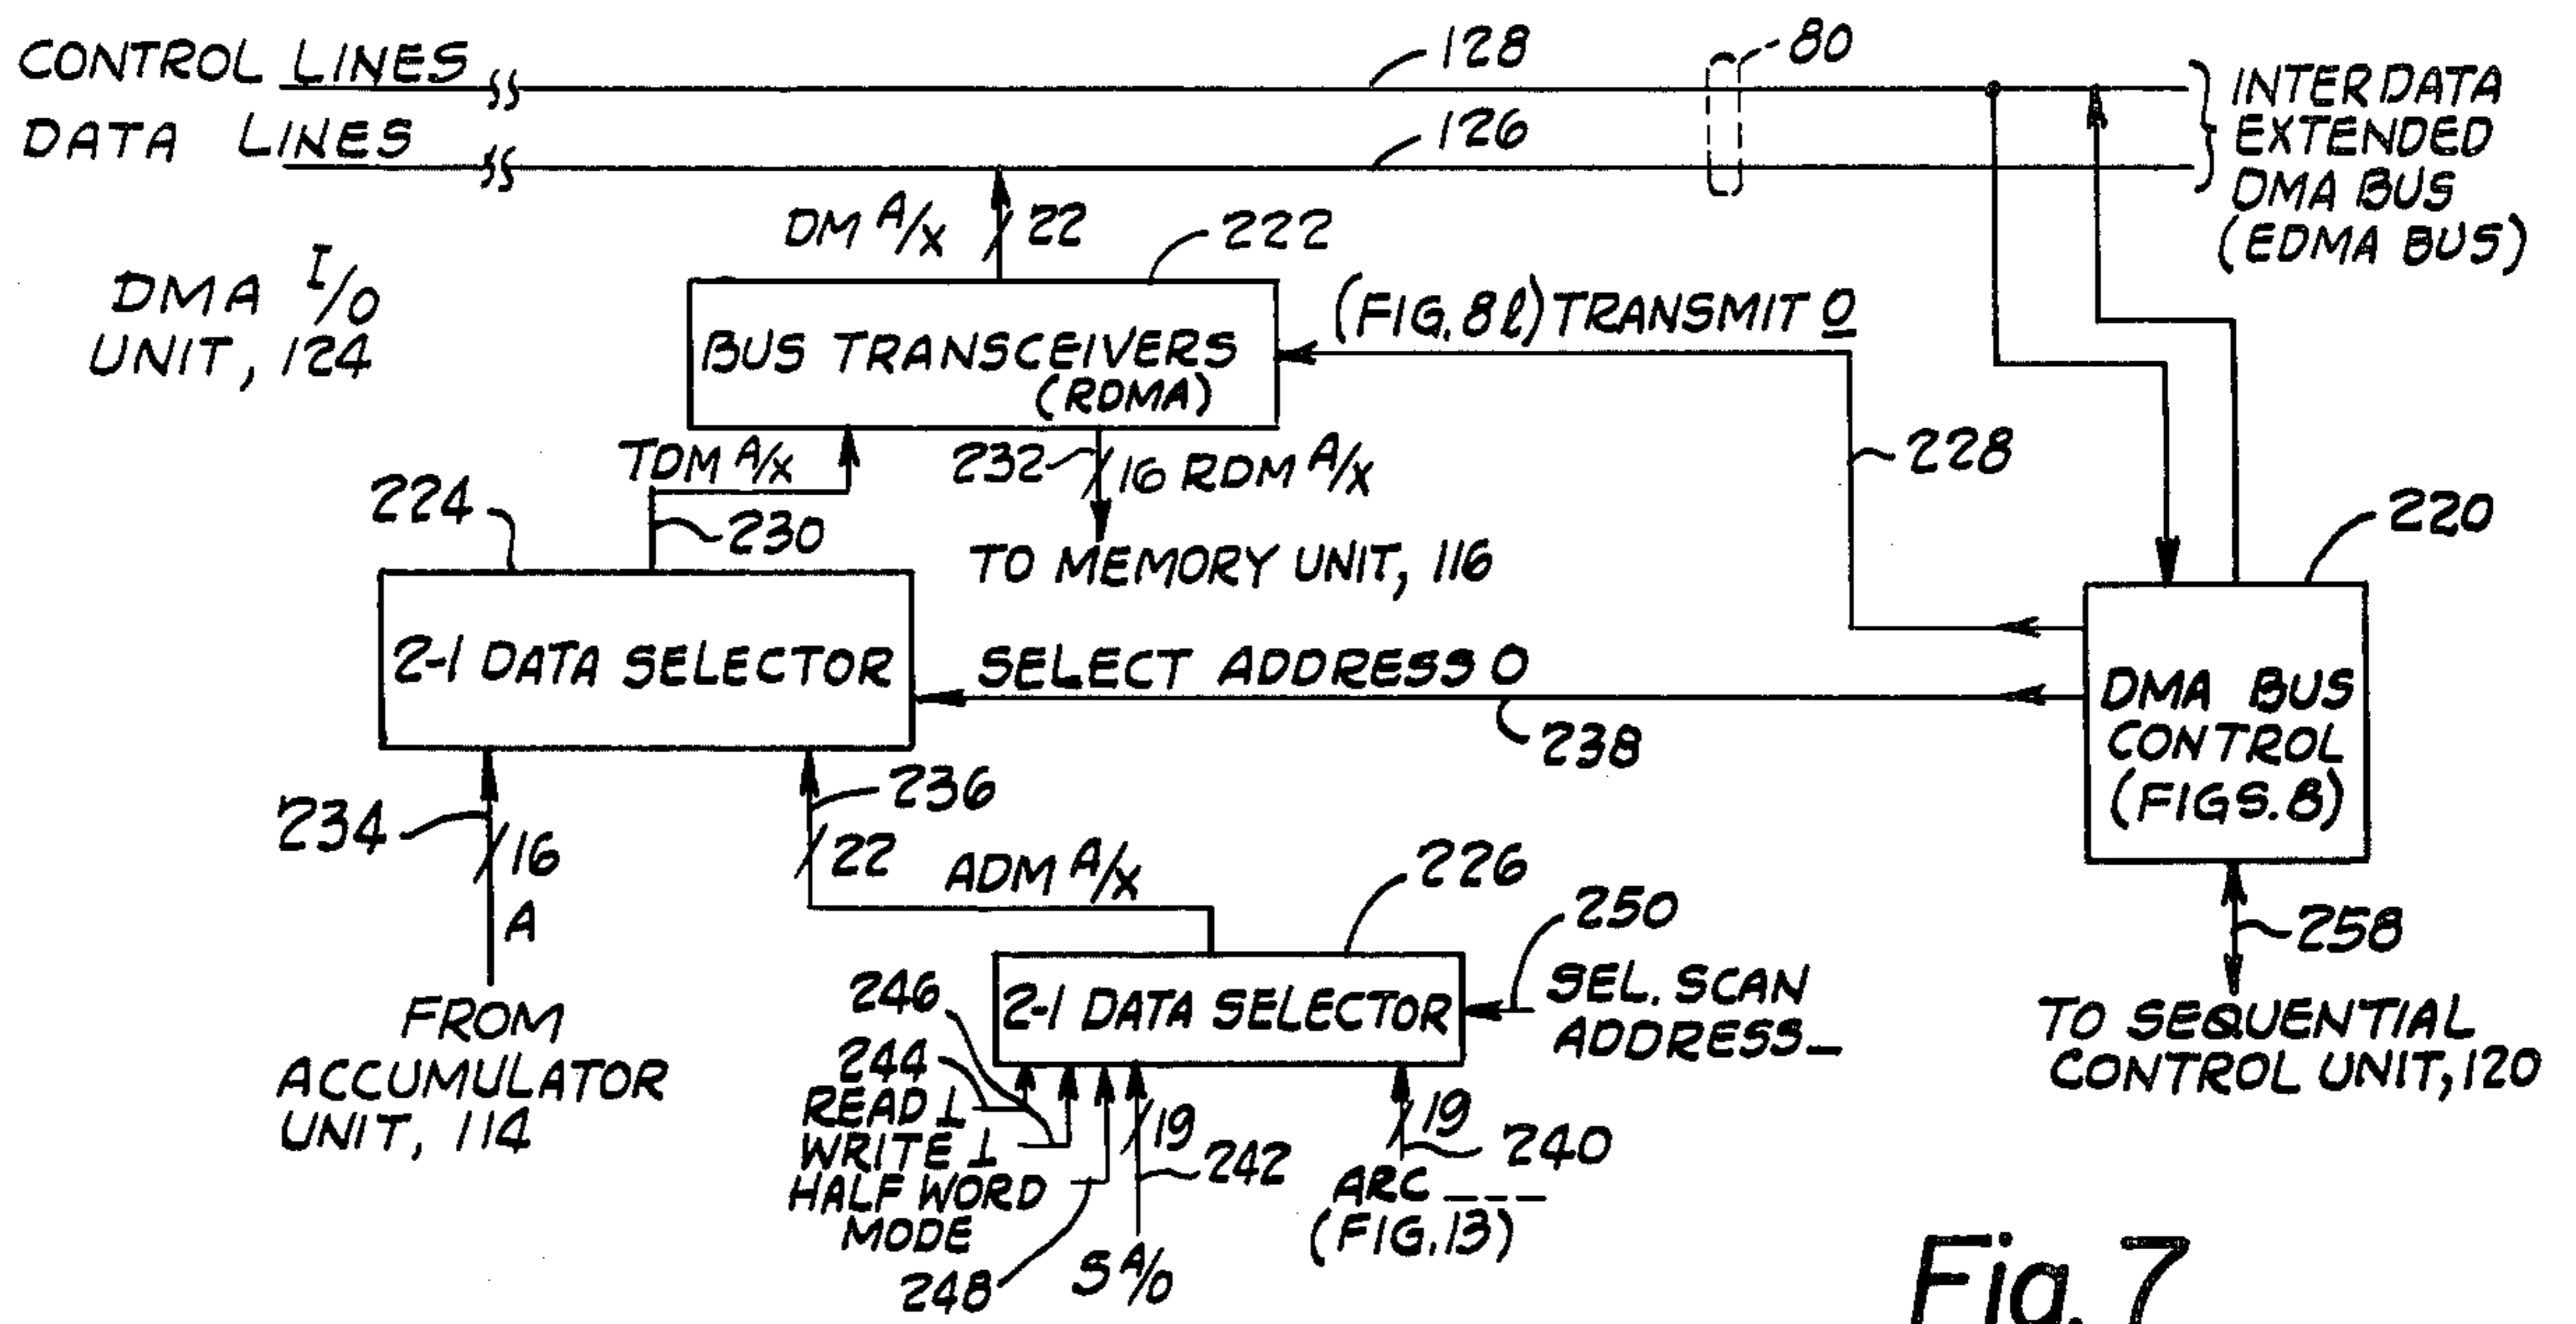 CONTROL LINES
DATA LINES
128
126
80
INTERDATA
EXTENDED
DMA BUS
(EDMA BUS)
DMA I/O
UNIT, 124
DM A/X
22
222
BUS TRANSCEIVERS
(RDMA)
(FIG. 8l) TRANSMIT 0
228
220
TDM A/X
230
232
16 RDM A/X
TO MEMORY UNIT, 116
224
2-1 DATA SELECTOR
SELECT ADDRESS 0
238
DMA BUS
CONTROL
(FIGS. 8)
234
16
A
FROM
ACCUMULATOR
UNIT, 114
236
22
ADM A/X
226
250
2-1 DATA SELECTOR
SEL. SCAN
ADDRESS_
258
TO SEQUENTIAL
CONTROL UNIT, 120
246
244
READ 1
WRITE 1
HALF WORD
MODE
248
19
242
S A/0
19
240
ARC ___
(FIG. 13)
Fig. 7